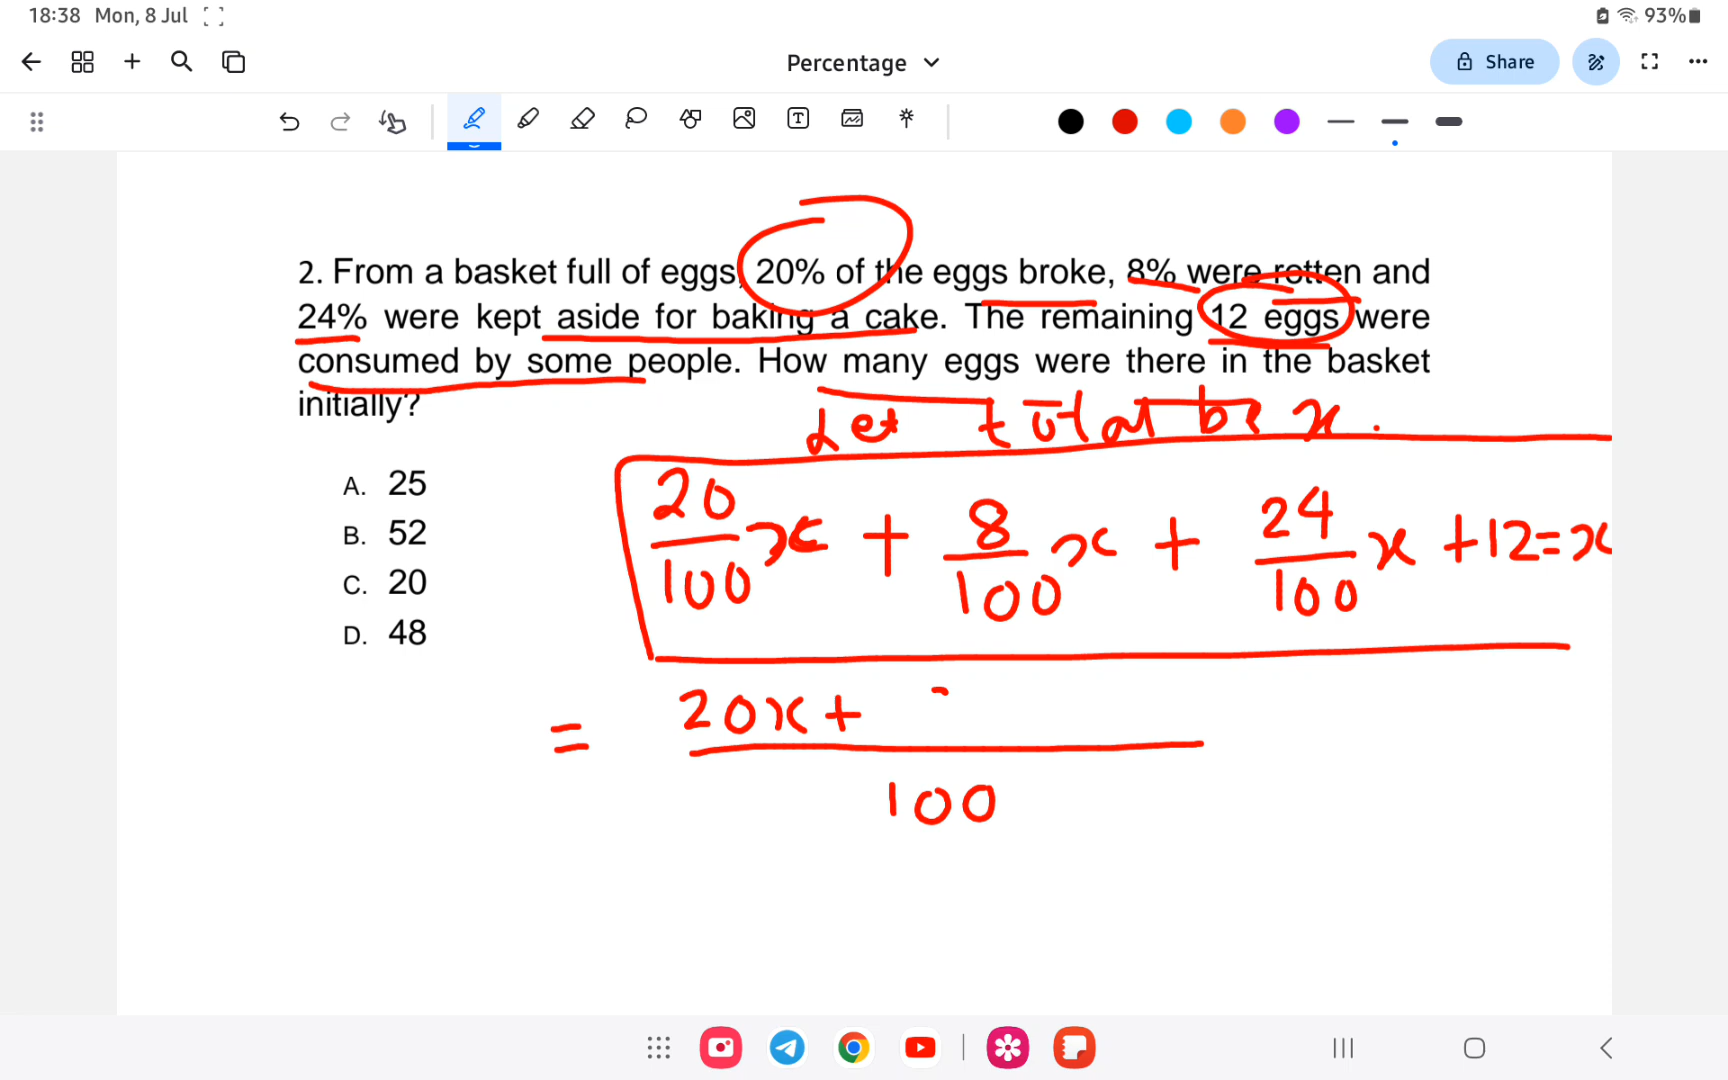 18:38 Mon, 8 Jul
93%
Percentage
Share
2. From a basket full of eggs, 20% of the eggs broke, 8% were rotten and
24% were kept aside for baking a cake. The remaining 12 eggs were
consumed by some people. How many eggs were there in the basket
initially?
Let total be x.
A. 25
B. 52
C. 20
D. 48
20/100 x + 8/100 x + 24/100 x + 12 = x
= 20x + / 100